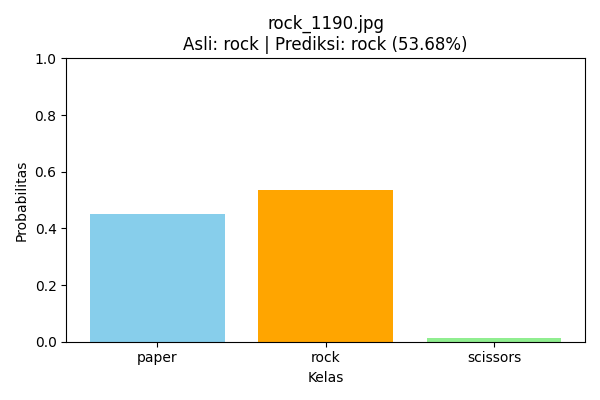 rock_1190.jpg
Asli: rock | Prediksi: rock (53.68%)
1.0
0.8
0.6
0.4
0.2
0.0
Probabilitas
paper
rock
scissors
Kelas